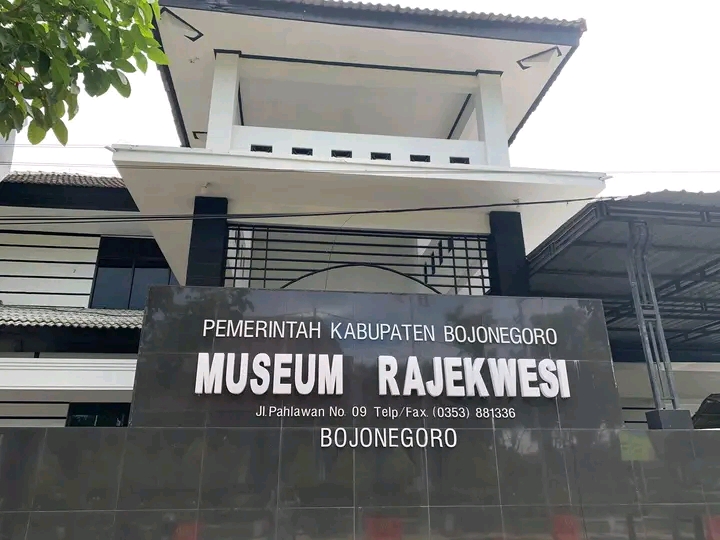 PEMERINTAH KABUPATEN BOJONEGORO
MUSEUM RAJEKWESI
Jl.Pahlawan No. 09 Telp/Fax. (0353) 881336
BOJONEGORO